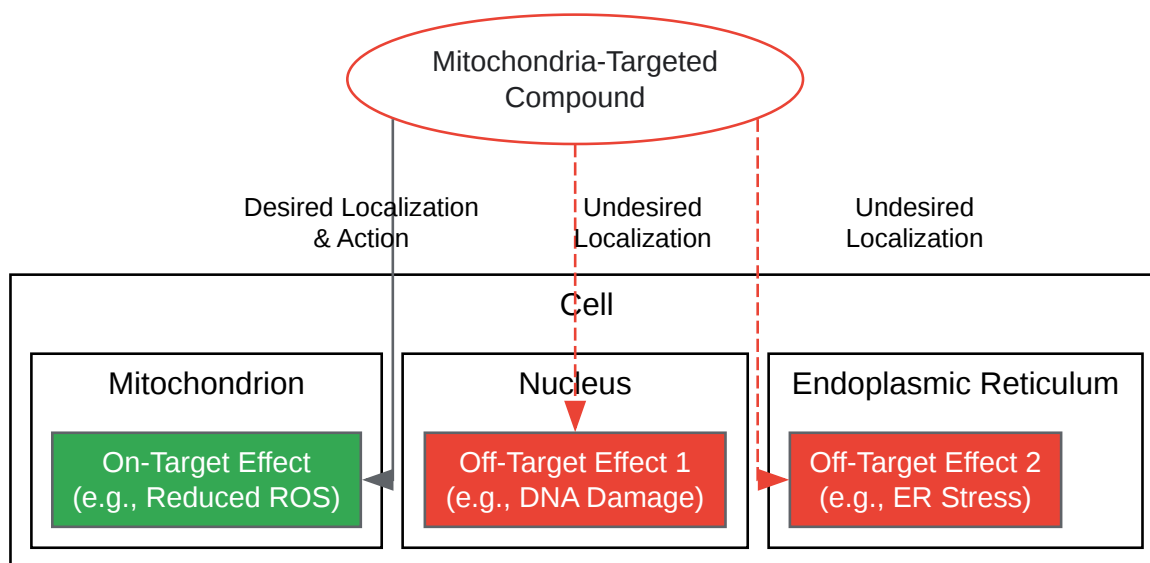 Mitochondria-Targeted
Compound
Desired Localization
& Action
Undesired
Localization
Undesired
Localization
Cell
Mitochondrion
Nucleus
Endoplasmic Reticulum
On-Target Effect
(e.g., Reduced ROS)
Off-Target Effect 1
(e.g., DNA Damage)
Off-Target Effect 2
(e.g., ER Stress)